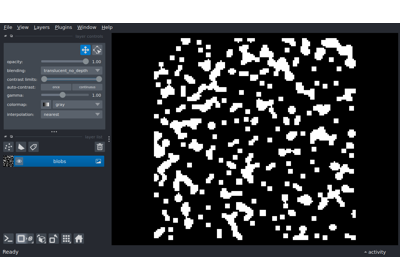 File View Layers Plugins Window Help
opacity: 1.00
blending: translucent_no_depth
contrast limits:
auto-contrast: once continuous
gamma: 1.00
colormap: gray
interpolation: nearest
blobs
Ready
activity